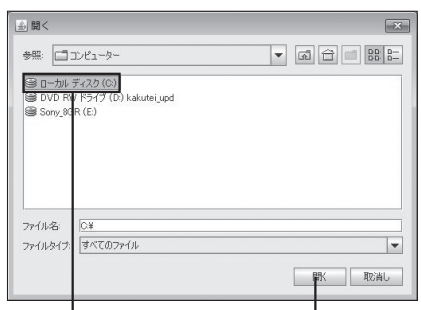 開く
参照: コンピューター
ローカル ディスク (C:)
DVD RW ドライブ (D:) kakutei_upd
Sony_8GR (E:)
ファイル名: C:¥
ファイルタイプ: すべてのファイル
開く 取消し